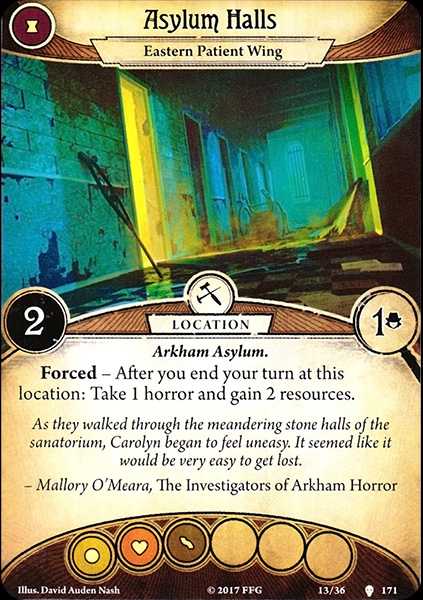 Asylum Halls
Eastern Patient Wing
2
LOCATION
1
Arkham Asylum.
Forced – After you end your turn at this
location: Take 1 horror and gain 2 resources.
As they walked through the meandering stone halls of the
sanatorium, Carolyn began to feel uneasy. It seemed like it
would be very easy to get lost.
– Mallory O’Meara, The Investigators of Arkham Horror
Illus. David Auden Nash © 2017 FFG 13/36 171